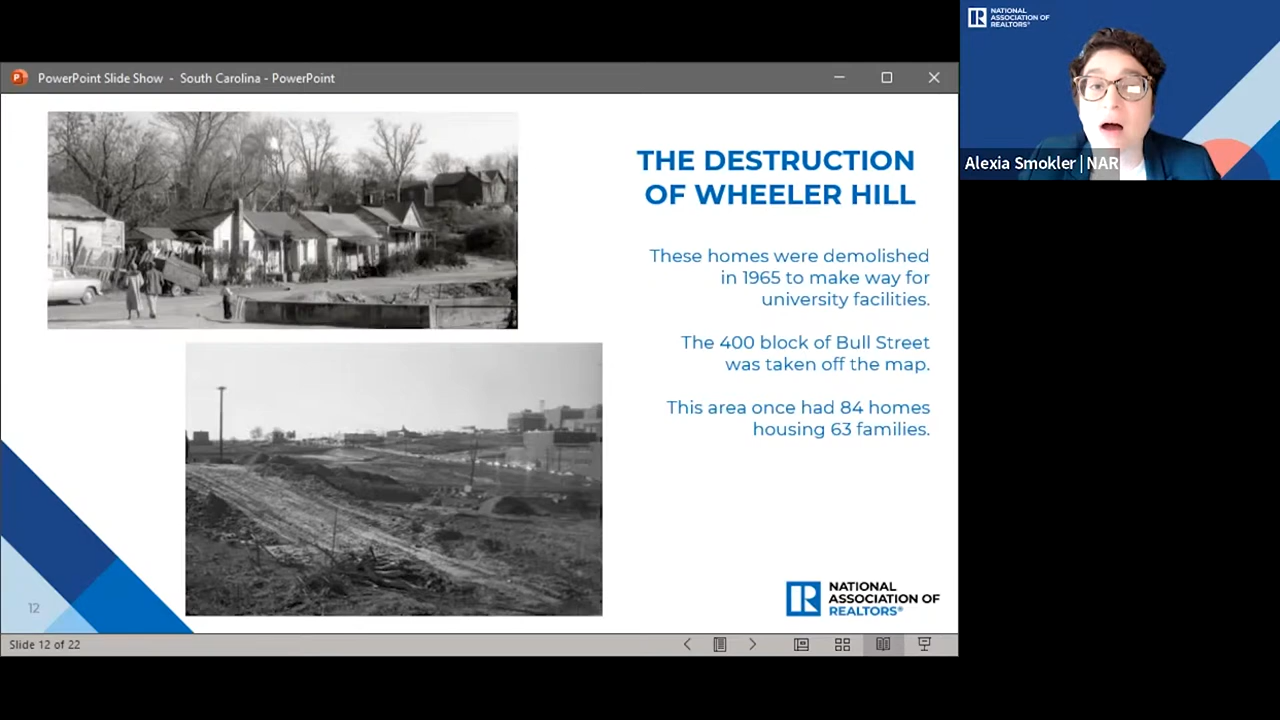 PowerPoint Slide Show - South Carolina - PowerPoint
THE DESTRUCTION
OF WHEELER HILL
These homes were demolished
in 1965 to make way for
university facilities.
The 400 block of Bull Street
was taken off the map.
This area once had 84 homes
housing 63 families.
12
NATIONAL
ASSOCIATION OF
REALTORS®
Slide 12 of 22
NATIONAL
ASSOCIATION OF
REALTORS®
Alexia Smokler | NAR